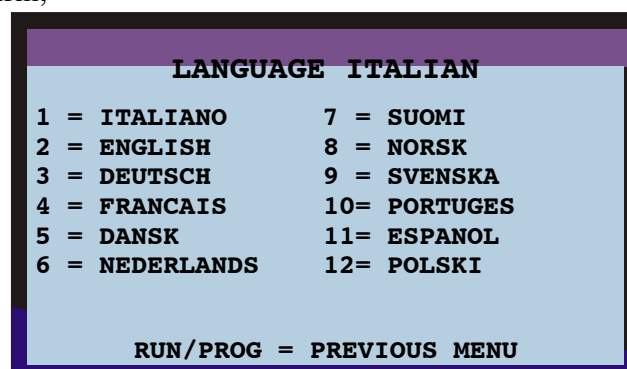 LANGUAGE ITALIAN
1 = ITALIANO 7 = SUOMI
2 = ENGLISH 8 = NORSK
3 = DEUTSCH 9 = SVENSKA
4 = FRANCAIS 10= PORTUGES
5 = DANSK 11= ESPANOL
6 = NEDERLANDS 12= POLSKI
RUN/PROG = PREVIOUS MENU